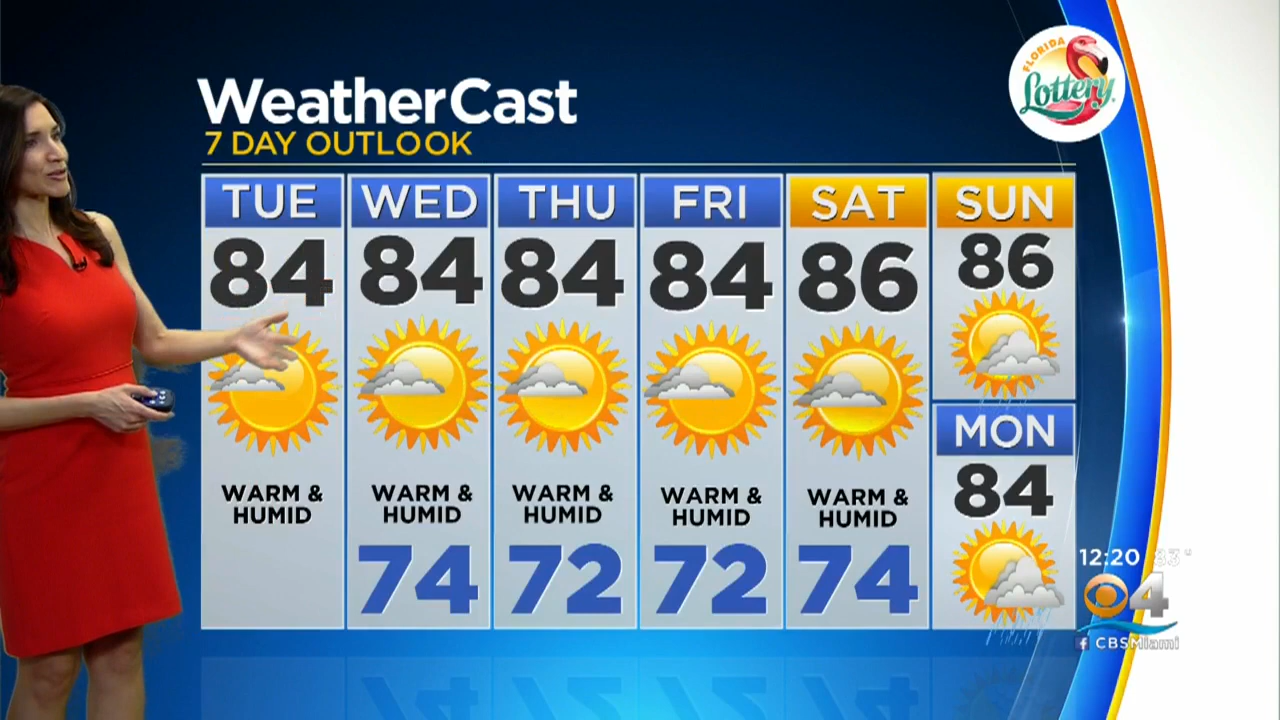 WeatherCast
7 DAY OUTLOOK
FLORIDA
Lottery
TUE
84
WARM &
HUMID
WED
84
WARM &
HUMID
74
THU
84
WARM &
HUMID
72
FRI
84
WARM &
HUMID
72
SAT
86
WARM &
HUMID
74
SUN
86
MON
84
12:20 83°
4
f CBSMiami